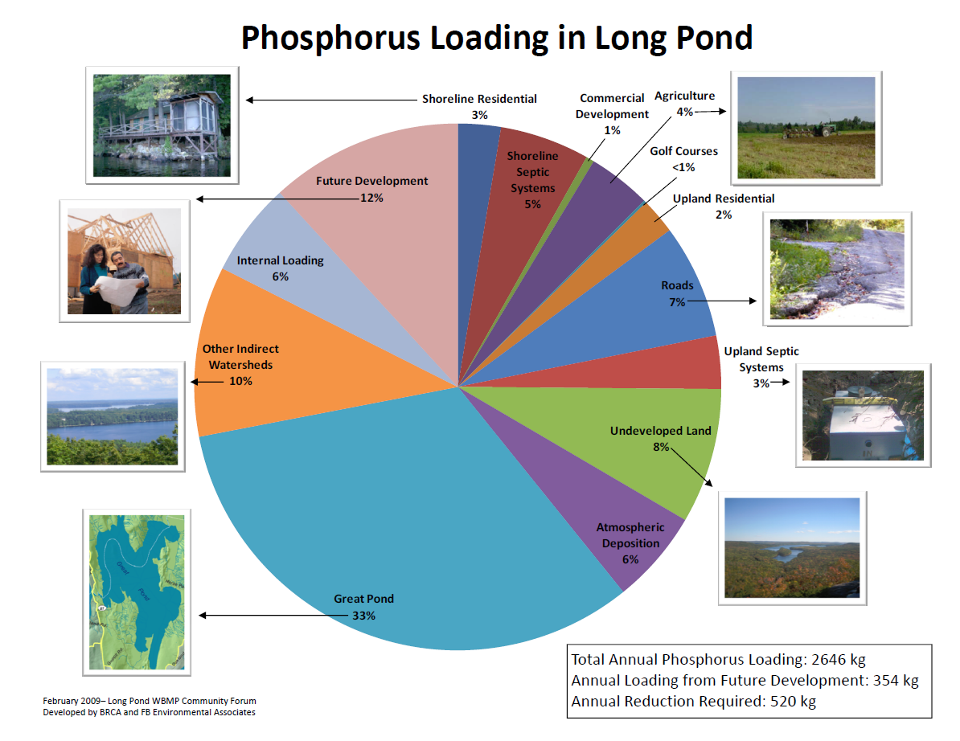 Phosphorus Loading in Long Pond
Shoreline Residential
3%
Commercial
Development
1%
Agriculture
4%
Golf Courses
<1%
Upland Residential
2%
Shoreline
Septic
Systems
5%
Future Development
12%
Internal Loading
6%
Roads
7%
Other Indirect
Watersheds
10%
Upland Septic
Systems
3%
Undeveloped Land
8%
Atmospheric
Deposition
6%
Great Pond
33%
Great
Pond
Total Annual Phosphorus Loading: 2646 kg
Annual Loading from Future Development: 354 kg
Annual Reduction Required: 520 kg
February 2009– Long Pond WBMP Community Forum
Developed by BRCA and FB Environmental Associates